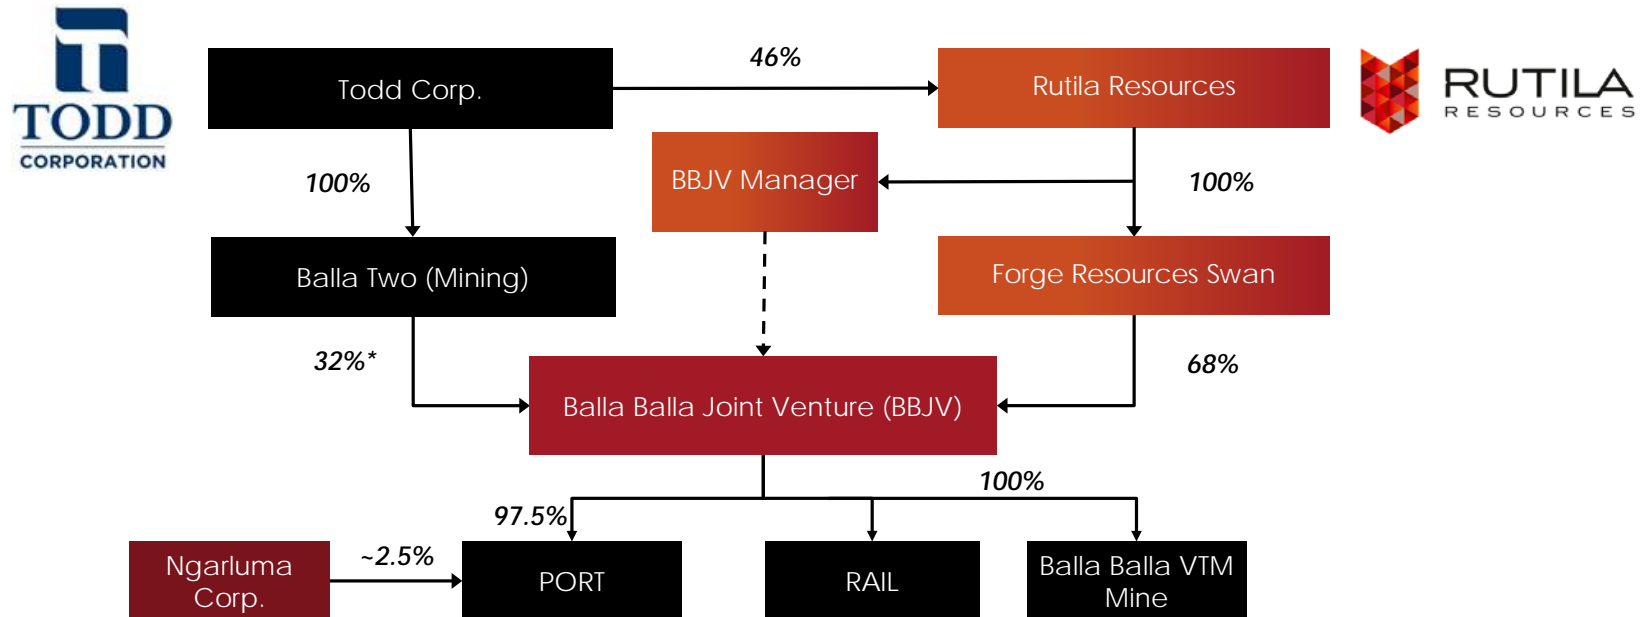 TODD
CORPORATION
Todd Corp.
46%
Rutila Resources
RUTILA
RESOURCES
100%
BBJV Manager
100%
Balla Two (Mining)
Forge Resources Swan
32%*
68%
Balla Balla Joint Venture (BBJV)
100%
97.5%
Ngarluma
Corp.
~2.5%
PORT
RAIL
Balla Balla VTM
Mine